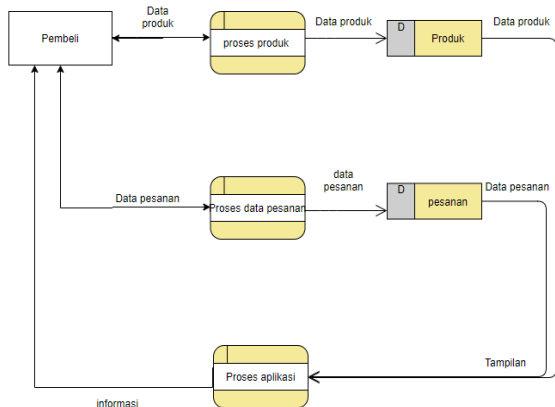 Pembeli
Data
produk
proses produk
Data produk
D
Produk
Data produk
Data pesanan
Proses data pesanan
data
pesanan
D
pesanan
Data pesanan
Proses aplikasi
Tampilan
informasi